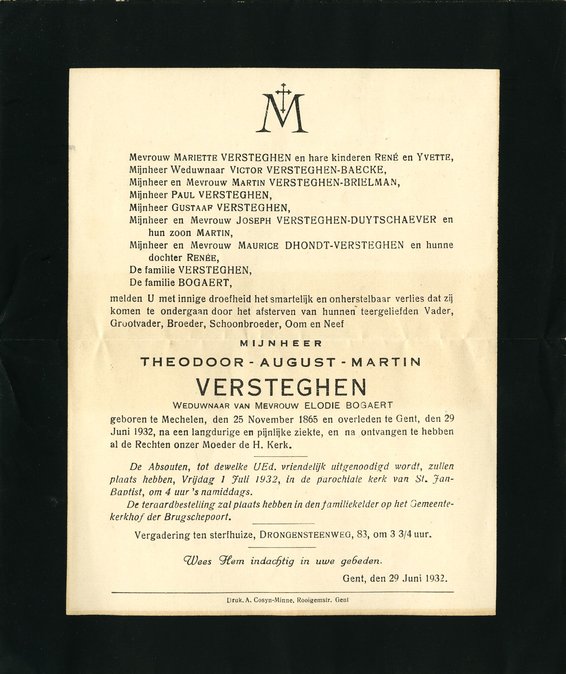 M
Mevrouw MARIETTE VERSTEGHEN en hare kinderen RENÉ en YVETTE,
Mijnheer Weduwnaar VICTOR VERSTEGHEN-BAECKE,
Mijnheer en Mevrouw MARTIN VERSTEGHEN-BRIELMAN,
Mijnheer PAUL VERSTEGHEN,
Mijnheer GUSTAAF VERSTEGHEN,
Mijnheer en Mevrouw JOSEPH VERSTEGHEN-DUYTSCHAEVER en
hun zoon MARTIN,
Mijnheer en Mevrouw MAURICE DHONDT-VERSTEGHEN en hunne
dochter RENÉE,
De familie VERSTEGHEN,
De familie BOGAERT,
melden U met innige droefheid het smartelijk en onherstelbaar verlies dat zij
komen te ondergaan door het afsterven van hunnen teergeliefden Vader,
Grootvader, Broeder, Schoonbroeder, Oom en Neef
MIJNHEER
THEODOOR-AUGUST-MARTIN
VERSTEGHEN
WEDUWNAAR VAN MEVROUW ELODIE BOGAERT
geboren te Mechelen, den 25 November 1865 en overleden te Gent, den 29
Juni 1932, na een langdurige en pijnlijke ziekte, en na ontvangen te hebben
al de Rechten onzer Moeder de H. Kerk.
De Absouten, tot dewelke UEd. vriendelijk uitgenoodigd wordt, zullen
plaats hebben, Vrijdag 1 Juli 1932, in de parochiale kerk van St. Jan-
Baptist, om 4 uur 's namiddags.
De teraardbestelling zal plaats hebben in den familiekelder op het Gemeente-
kerkhof der Brugschepoort.
Vergadering ten sterfhuize, DRONGENSTEENWEG, 83, om 3 3/4 uur.
Wees Hem indachtig in uwe gebeden.
Gent, den 29 Juni 1932.
Druk. A. Cosyn-Minne, Rooigemstr. Gent